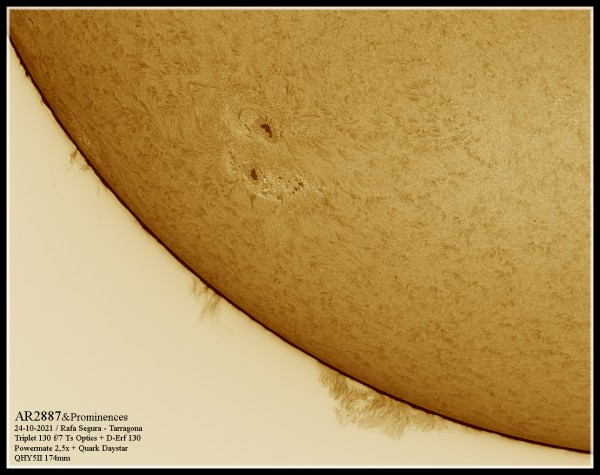 AR2887&Prominences
24-10-2021 / Rafa Segura - Tarragona
Triplet 130 f/7 Ts Optics + D-Erf 130
Powermate 2,5x + Quark Daystar
QHY5II 174mm